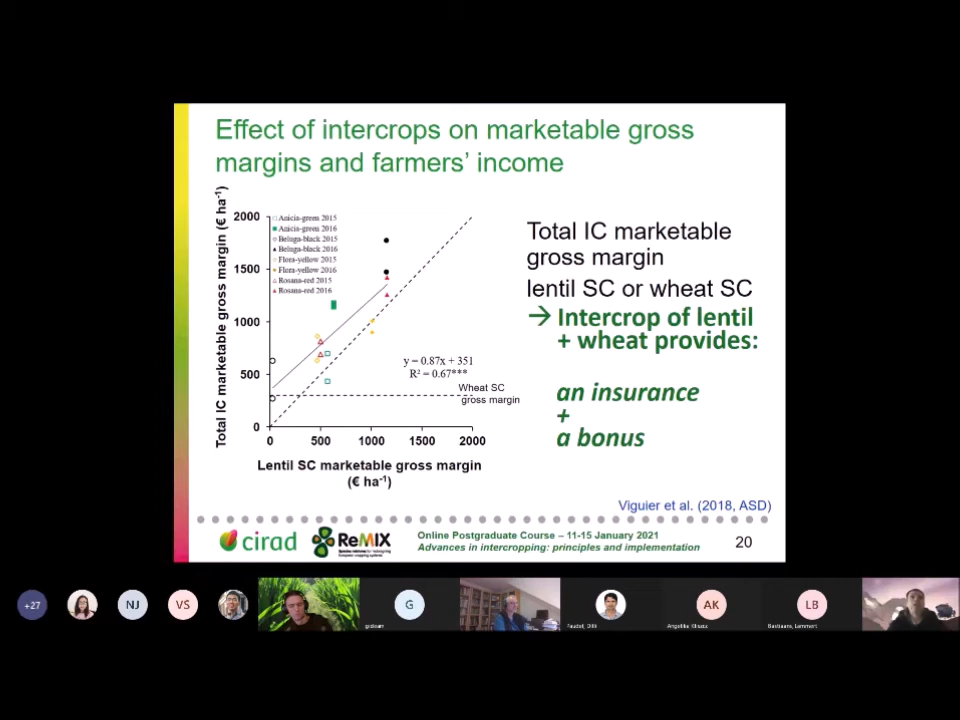 Effect of intercrops on marketable gross
margins and farmers' income
Total IC marketable gross margin (€ ha⁻¹)
2000
1500
1000
500
0
Anicia-green 2015
Anicia-green 2016
Beluga-black 2015
Beluga-black 2016
Flora-yellow 2015
Flora-yellow 2016
Rosana-red 2015
Rosana-red 2016
y = 0.87x + 351
R² = 0.67***
Wheat SC
gross margin
0 500 1000 1500 2000
Lentil SC marketable gross margin
(€ ha⁻¹)
Total IC marketable
gross margin
lentil SC or wheat SC
→ Intercrop of lentil
+ wheat provides:
an insurance
+
a bonus
Viguier et al. (2018, ASD)
cirad
ReMIX
Online Postgraduate Course – 11-15 January 2021
Advances in intercropping: principles and implementation
20
+27
NJ
VS
G
AK
LB
Bastiaans, Lammert